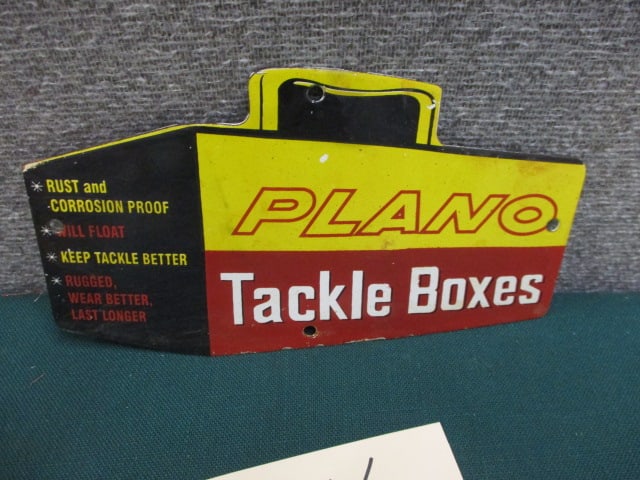 * RUST and
CORROSION PROOF
* WILL FLOAT
* KEEP TACKLE BETTER
* RUGGED,
WEAR BETTER,
LAST LONGER
PLANO
Tackle Boxes